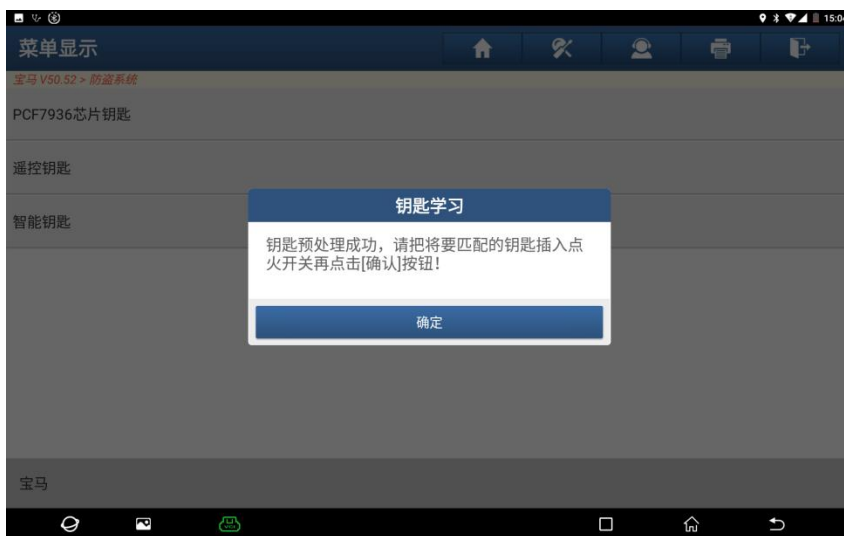 15:04
菜单显示
宝马 V50.52 > 防盗系统
PCF7936芯片钥匙
遥控钥匙
智能钥匙
钥匙学习
钥匙预处理成功，请把将要匹配的钥匙插入点
火开关再点击[确认]按钮！
确定
宝马